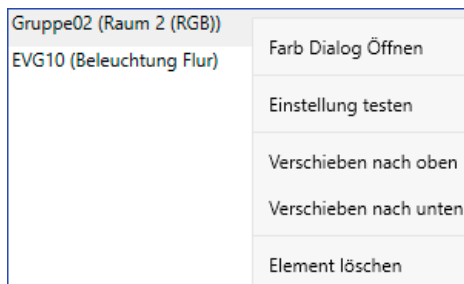 Gruppe02 (Raum 2 (RGB))
EVG10 (Beleuchtung Flur)
Farb Dialog Öffnen
Einstellung testen
Verschieben nach oben
Verschieben nach unten
Element löschen